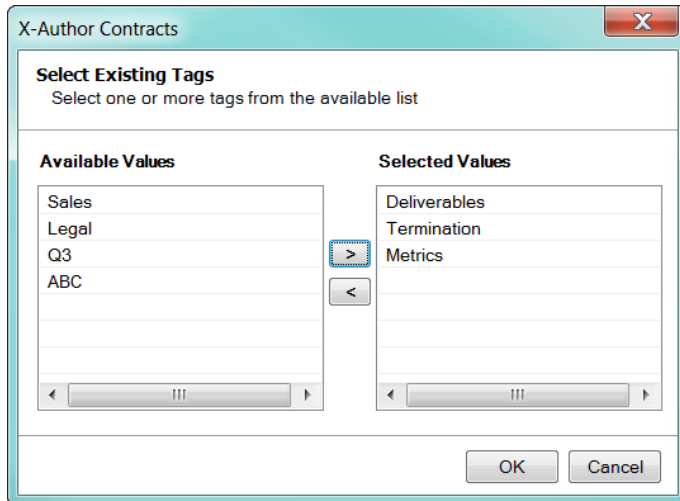 X-Author Contracts
X
Select Existing Tags
Select one or more tags from the available list
Available Values
Sales
Legal
Q3
ABC
>
<
Selected Values
Deliverables
Termination
Metrics
OK
Cancel